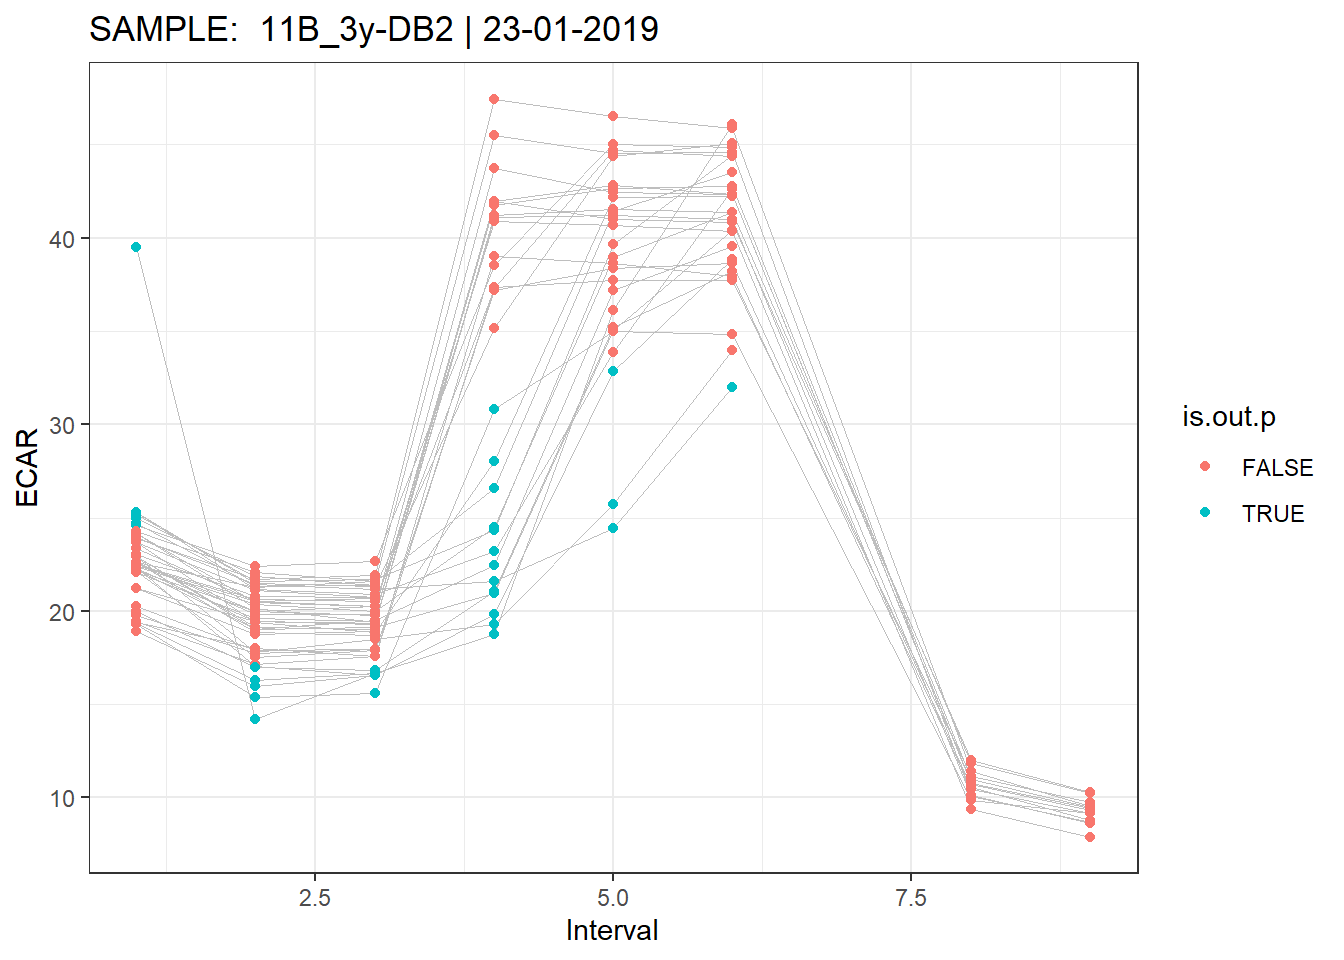 SAMPLE:  11B_3y-DB2 | 23-01-2019
ECAR
40
30
20
10
2.5
5.0
7.5
Interval
is.out.p
FALSE
TRUE